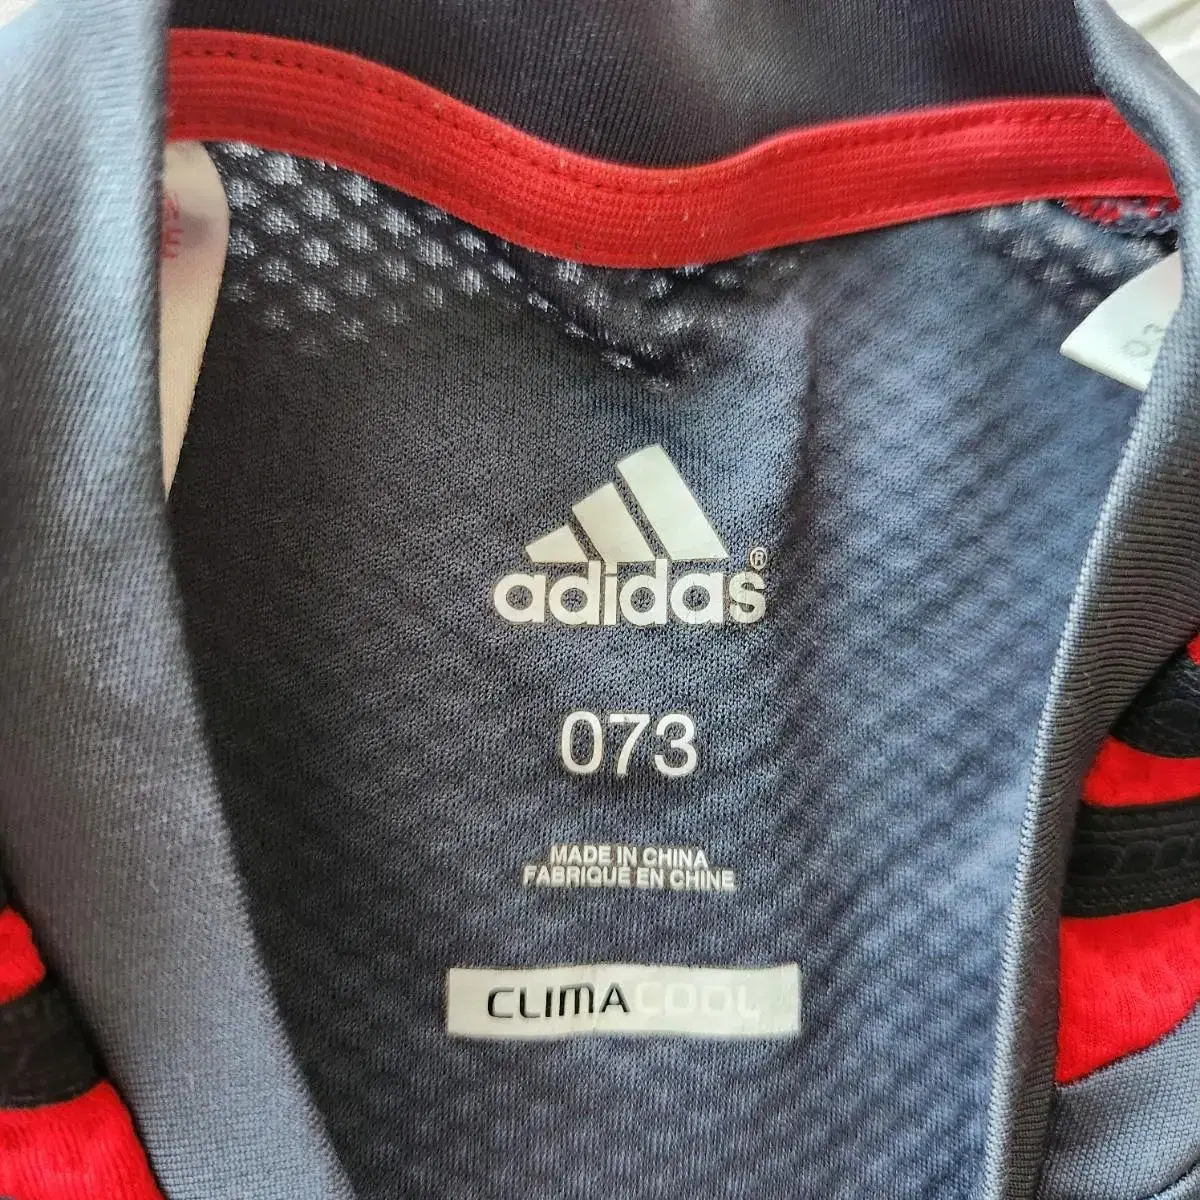 adidas®
073
MADE IN CHINA
FABRIQUÉ EN CHINE
CLIMACOOL